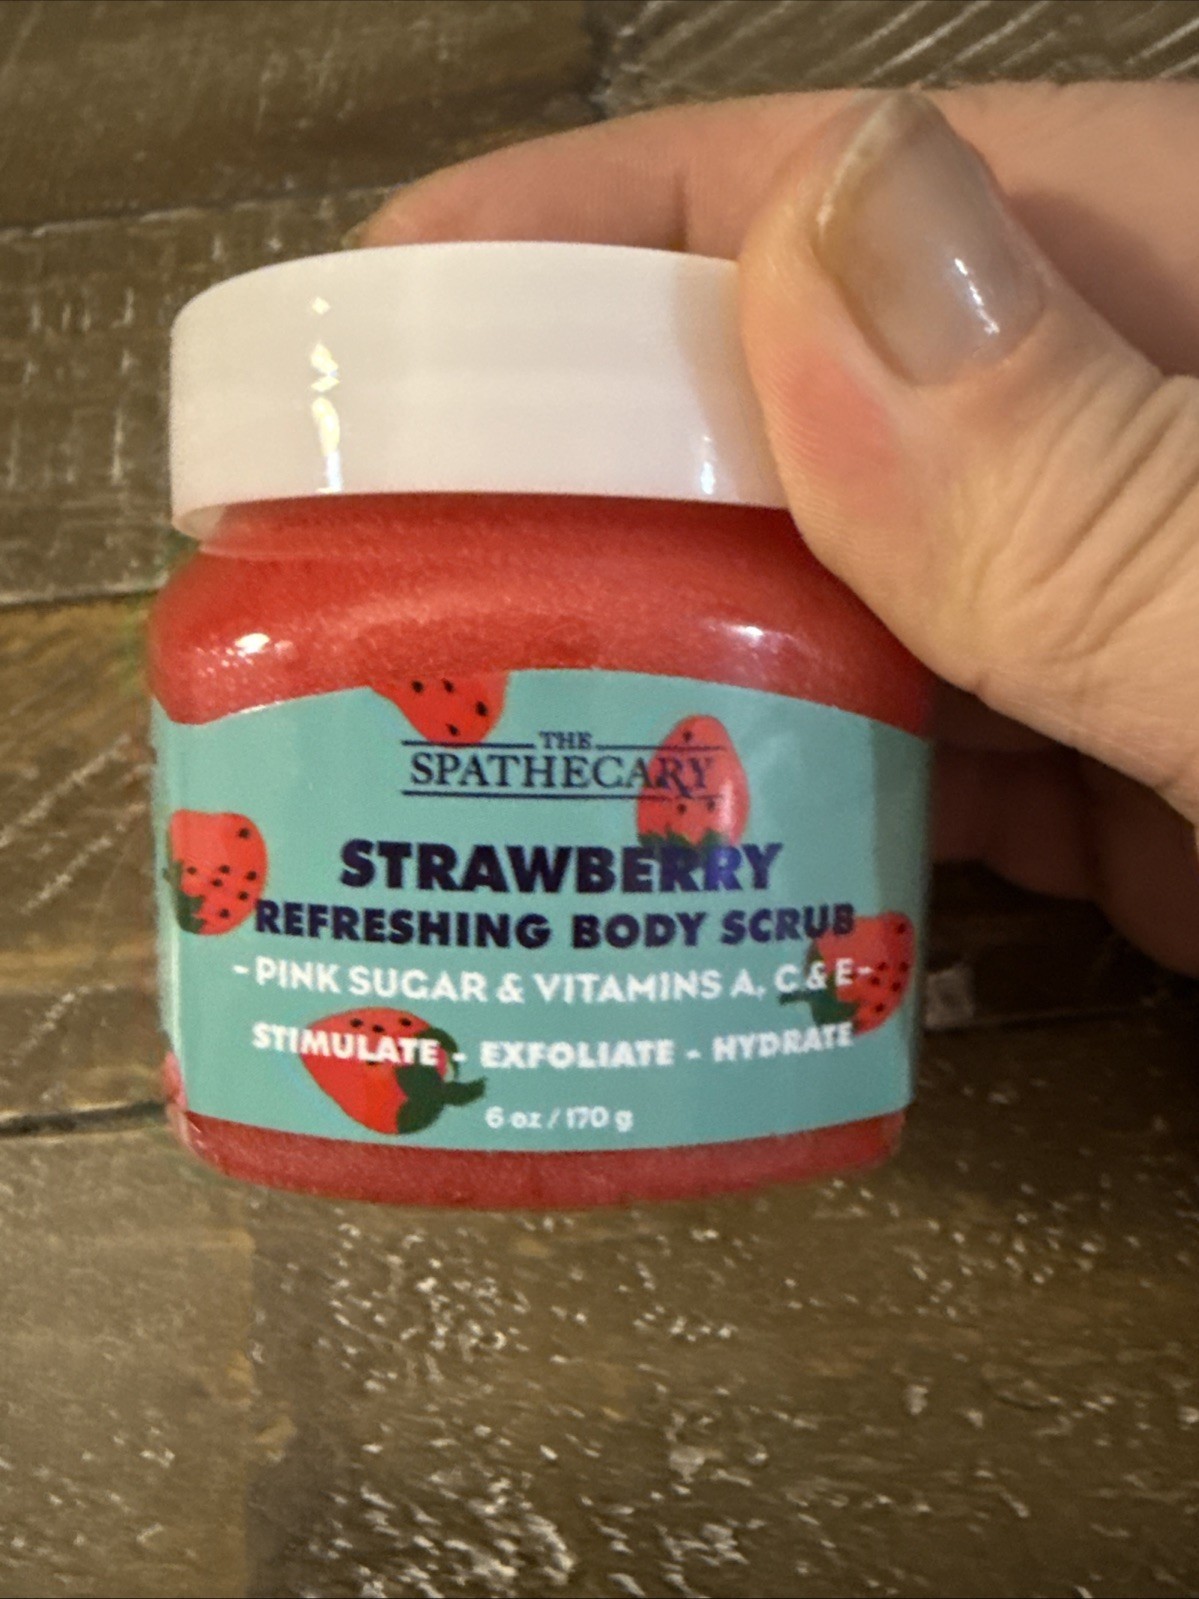 THE
SPATHECARY
STRAWBERRY
REFRESHING BODY SCRUB
- PINK SUGAR & VITAMINS A, C & E -
STIMULATE - EXFOLIATE - HYDRATE
6 oz / 170 g